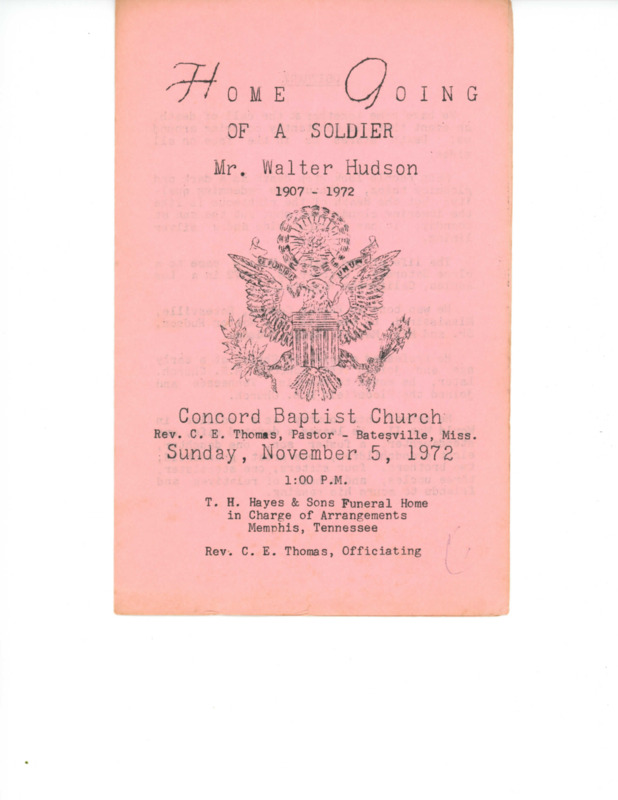 HOME GOING
OF A SOLDIER
Mr. Walter Hudson
1907 - 1972
Concord Baptist Church
Rev. C. E. Thomas, Pastor - Batesville, Miss.
Sunday, November 5, 1972
1:00 P.M.
T. H. Hayes & Sons Funeral Home
in Charge of Arrangements
Memphis, Tennessee
Rev. C. E. Thomas, Officiating